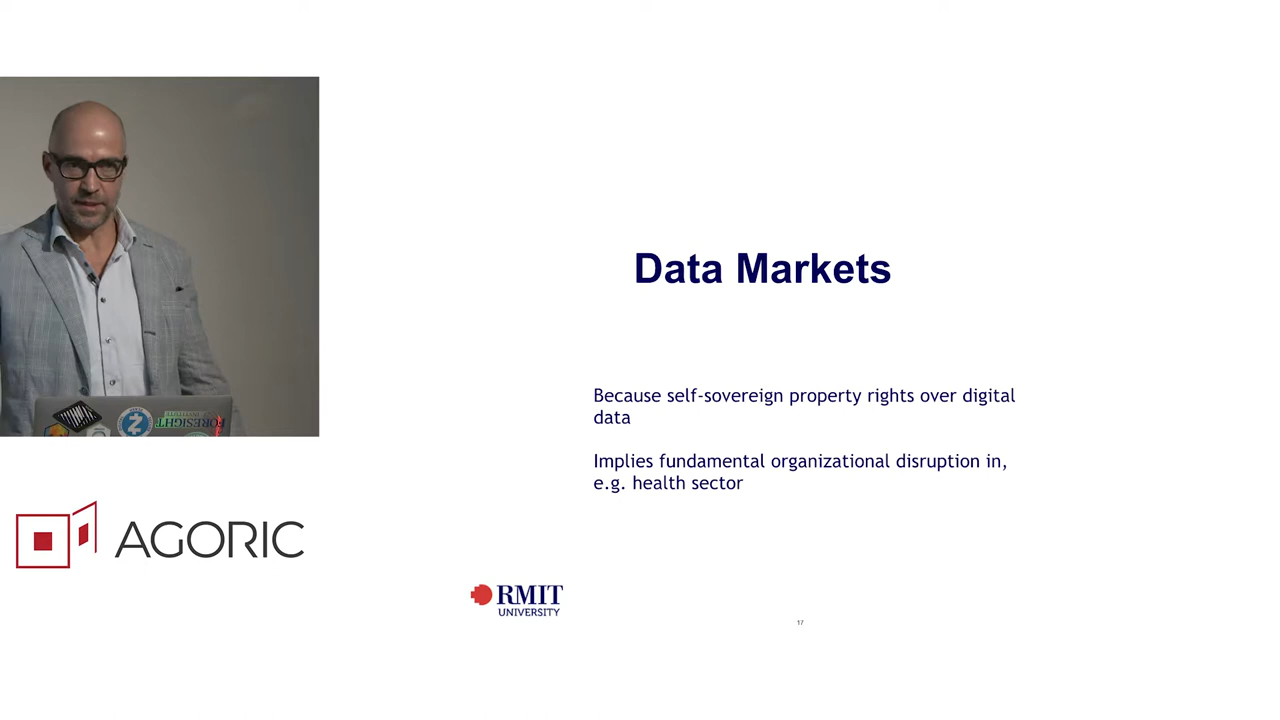 Data Markets
Because self-sovereign property rights over digital
data
Implies fundamental organizational disruption in,
e.g. health sector
FORESIGHT
AGORIC
RMIT
UNIVERSITY
17